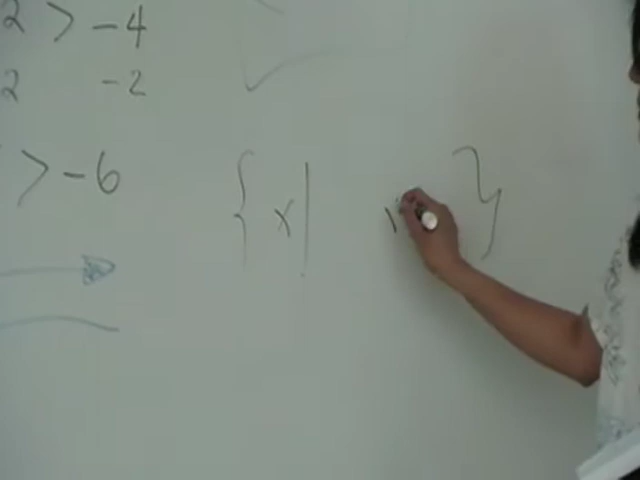 2 > -4
2 -2
> -6
{ x | }